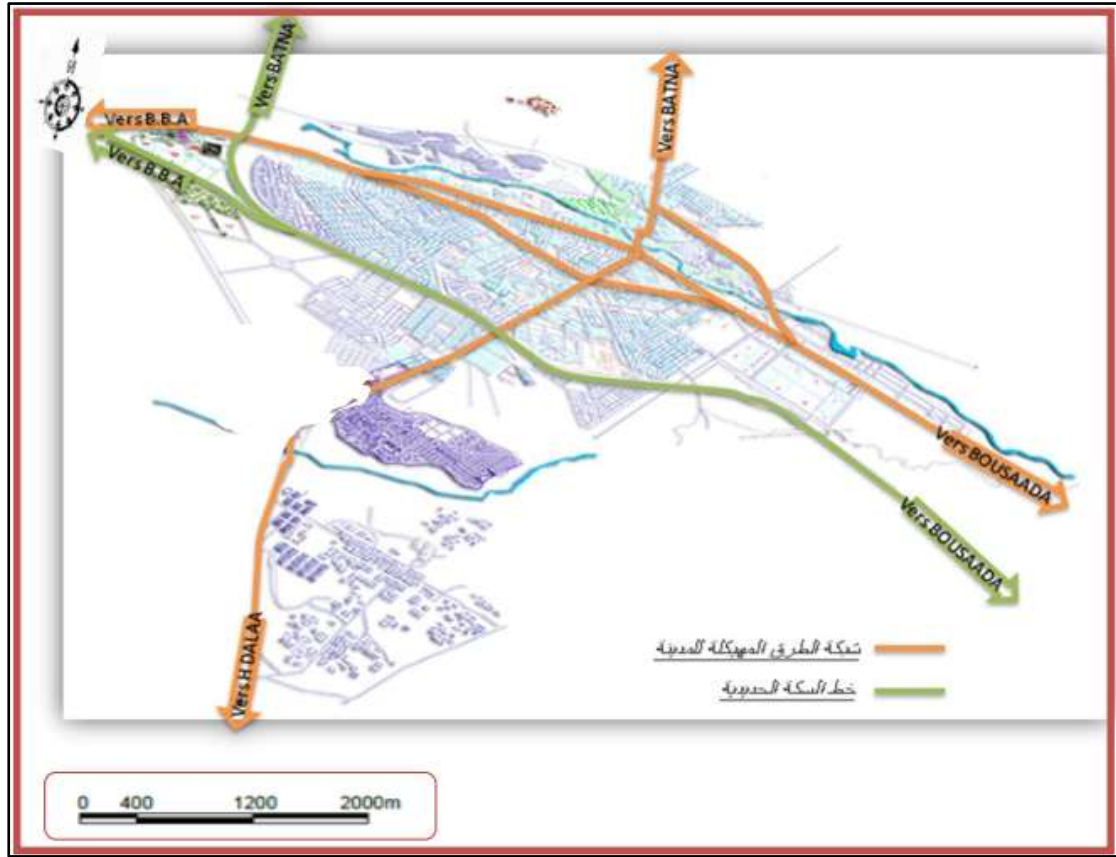 Vers BATNA
Vers BATNA
Vers B.B.A
Vers B.B.A
Vers BOUSAADA
Vers BOUSAADA
Vers H DALAA
شبكة الطرق المهيكلة للمدينة
خط السكة الحديدية
0 400 1200 2000m